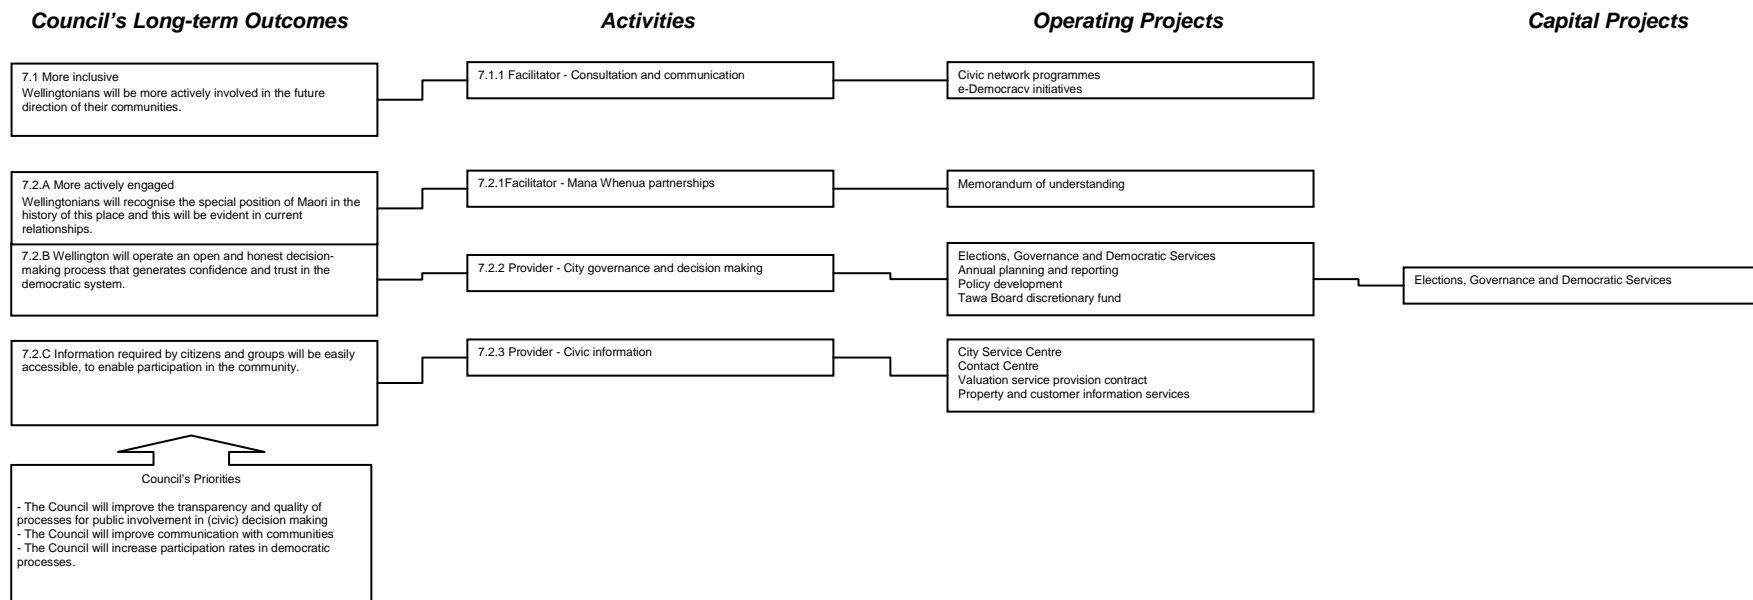 Council's Long-term Outcomes
Activities
Operating Projects
Capital Projects
7.1 More inclusive
Wellingtonians will be more actively involved in the future
direction of their communities.
7.1.1 Facilitator - Consultation and communication
Civic network programmes
e-Democracy initiatives
7.2.A More actively engaged
Wellingtonians will recognise the special position of Maori in the
history of this place and this will be evident in current
relationships.
7.2.1Facilitator - Mana Whenua partnerships
Memorandum of understanding
7.2.B Wellington will operate an open and honest decision-
making process that generates confidence and trust in the
democratic system.
7.2.2 Provider - City governance and decision making
Elections, Governance and Democratic Services
Annual planning and reporting
Policy development
Tawa Board discretionary fund
Elections, Governance and Democratic Services
7.2.C Information required by citizens and groups will be easily
accessible, to enable participation in the community.
7.2.3 Provider - Civic information
City Service Centre
Contact Centre
Valuation service provision contract
Property and customer information services
Council's Priorities
- The Council will improve the transparency and quality of
processes for public involvement in (civic) decision making
- The Council will improve communication with communities
- The Council will increase participation rates in democratic
processes.